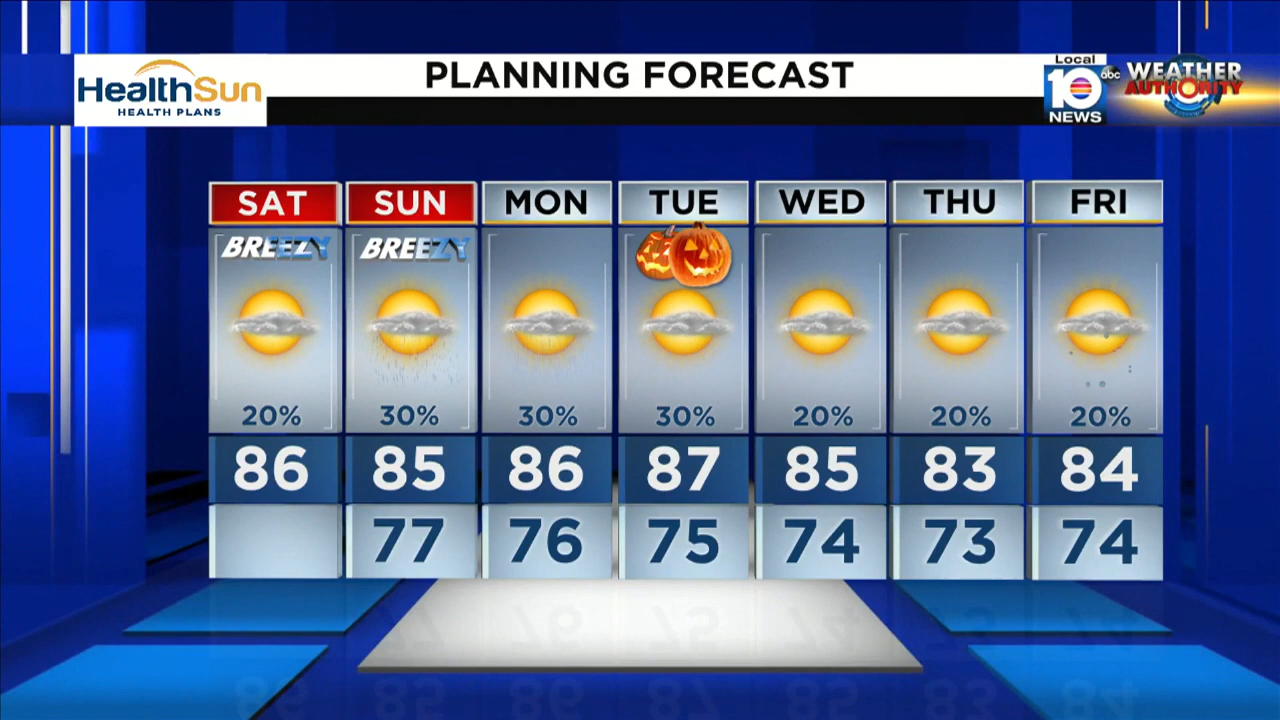 PLANNING FORECAST
HealthSun
HEALTH PLANS
Local
10
abc
NEWS
WEATHER
AUTHORITY
SAT SUN MON TUE WED THU FRI
BREEZY BREEZY
20% 30% 30% 30% 20% 20% 20%
86 85 86 87 85 83 84
77 76 75 74 73 74